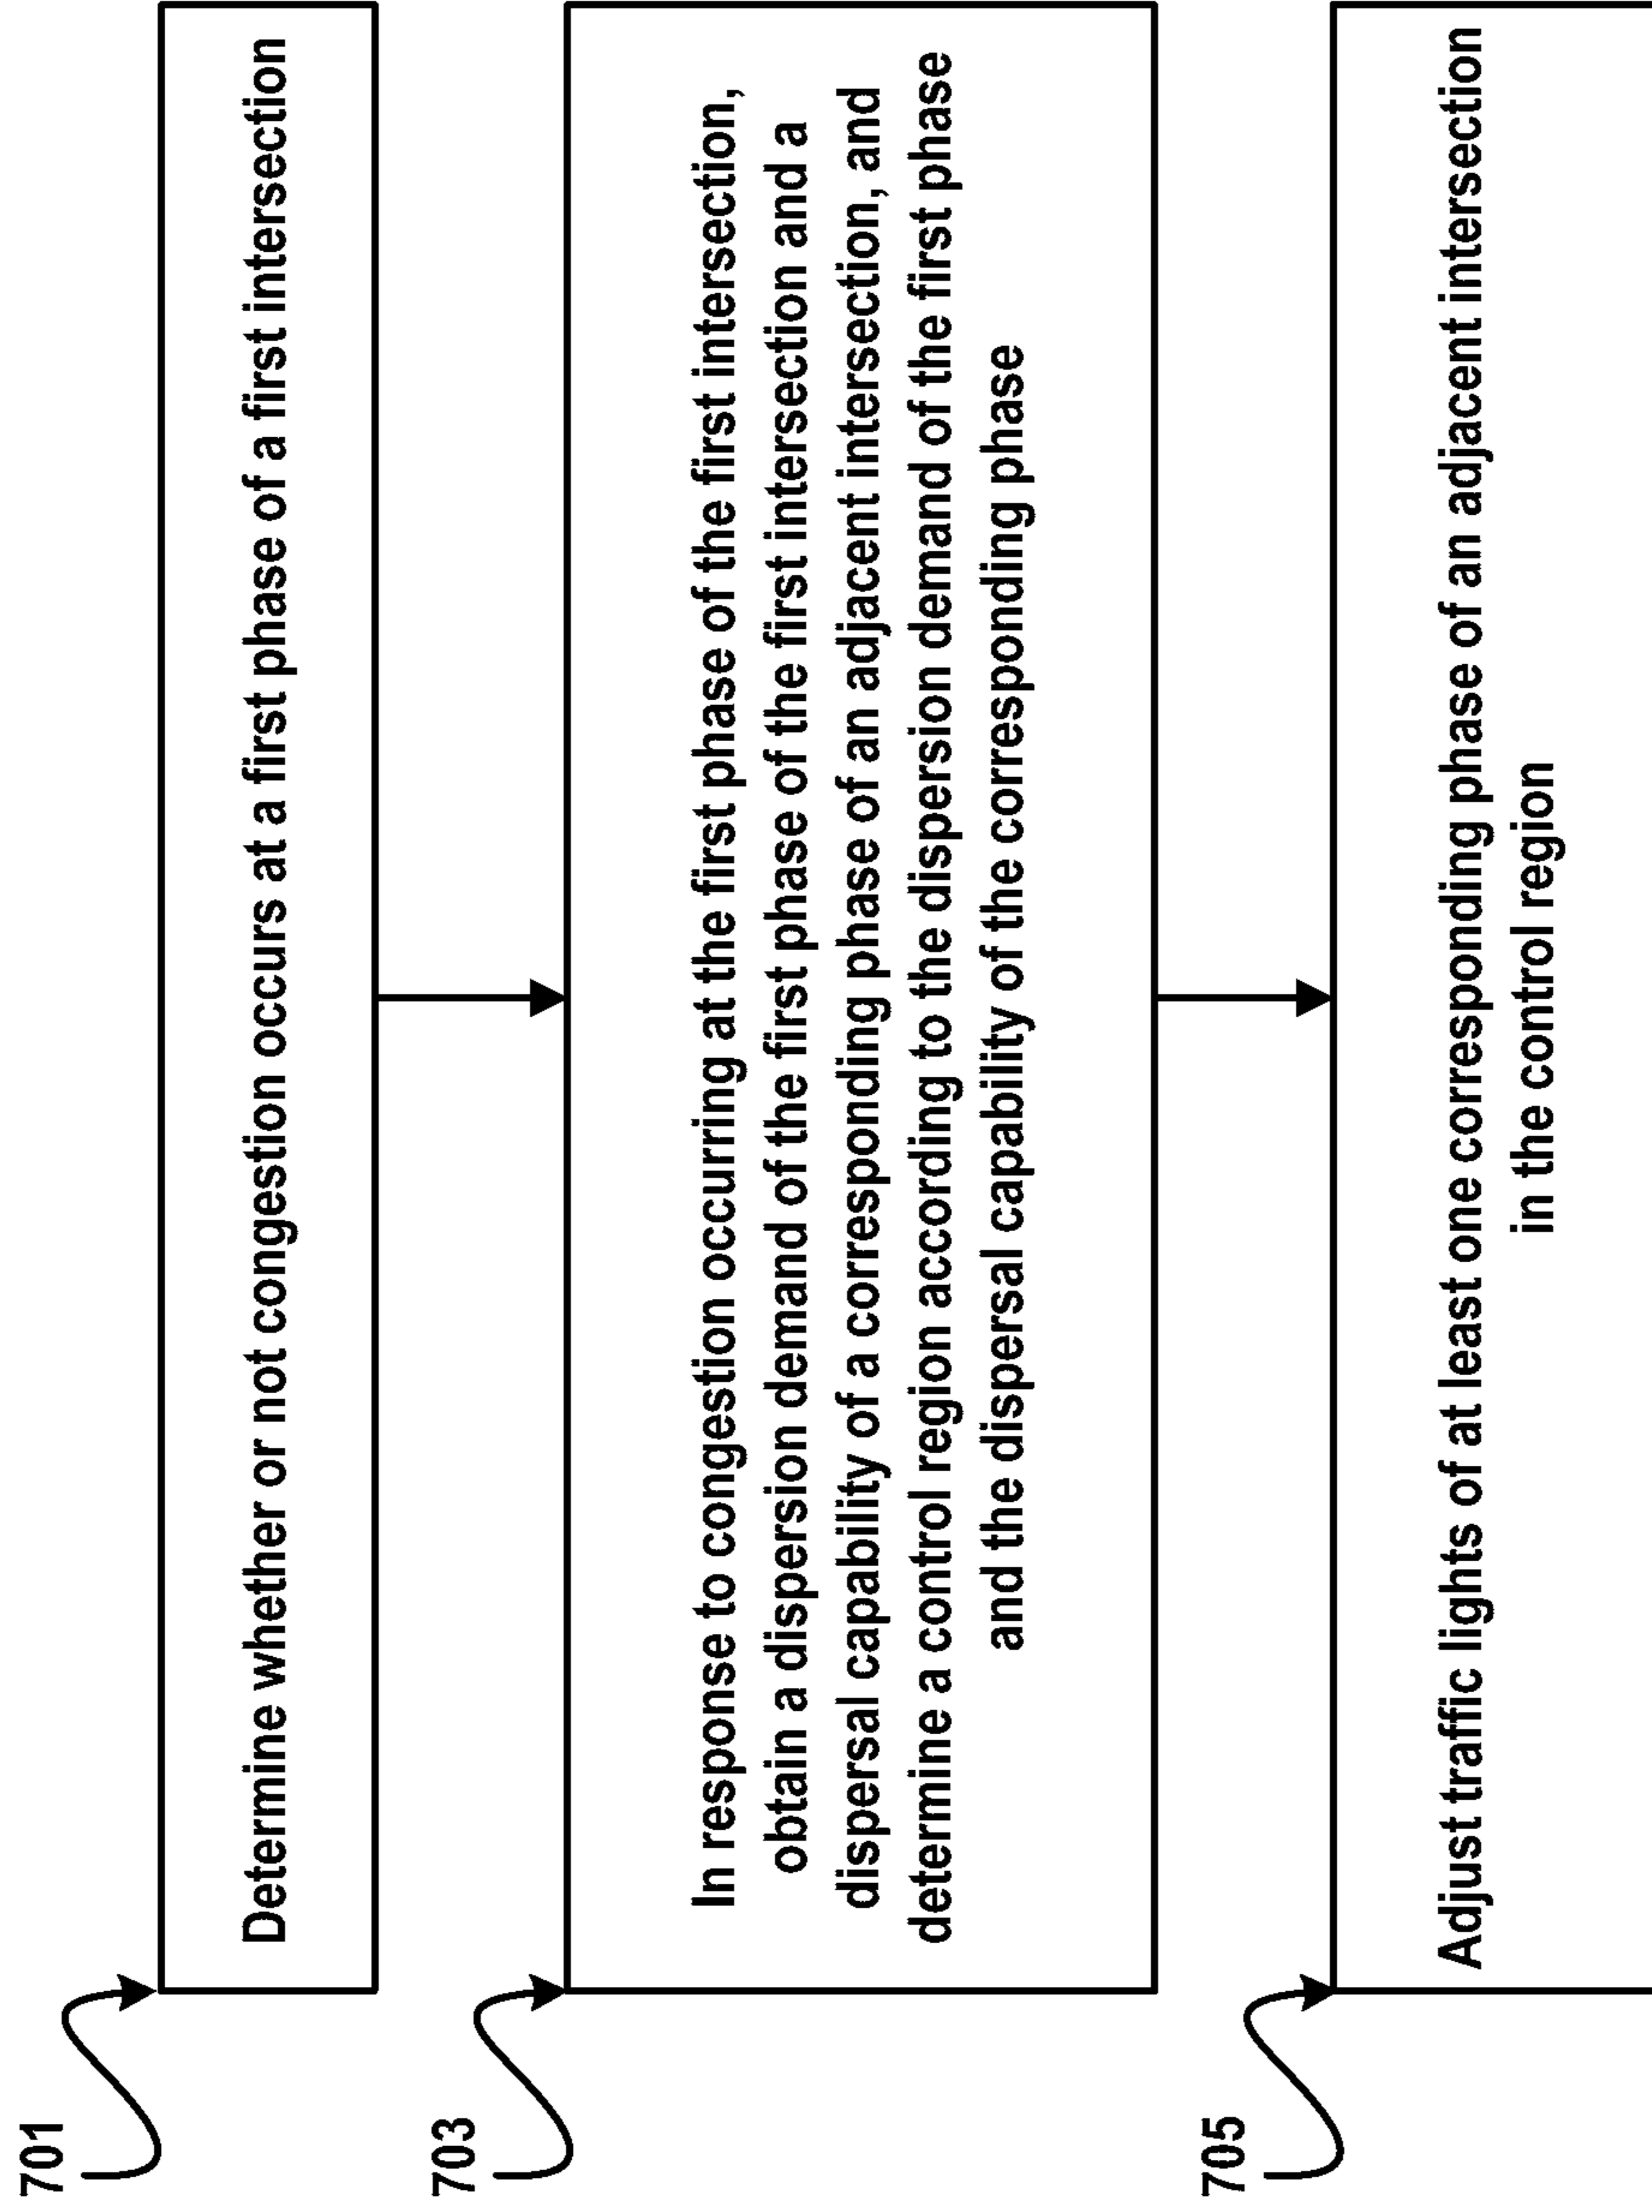 701
Determine whether or not congestion occurs at a first phase of a first intersection
703
In response to congestion occurring at the first phase of the first intersection,
obtain a dispersion demand of the first phase of the first intersection and a
dispersal capability of a corresponding phase of an adjacent intersection, and
determine a control region according to the dispersion demand of the first phase
and the dispersal capability of the corresponding phase
705
Adjust traffic lights of at least one corresponding phase of an adjacent intersection
in the control region